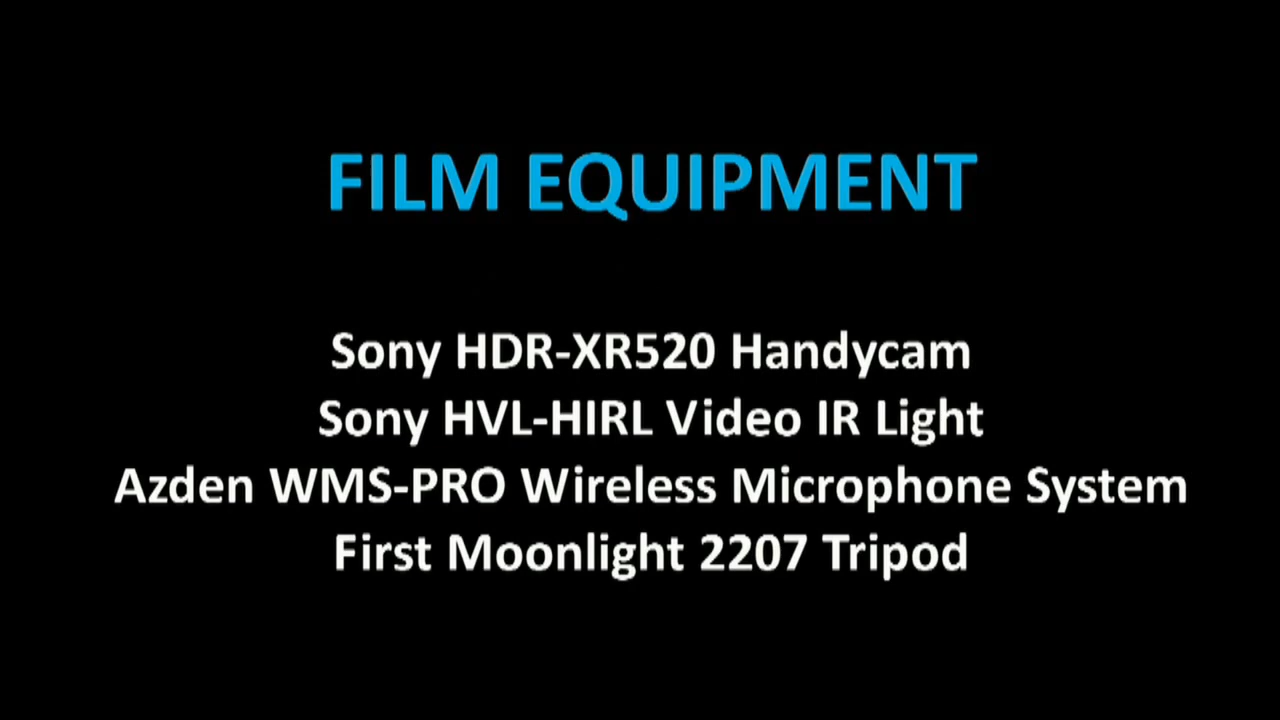 FILM EQUIPMENT
Sony HDR-XR520 Handycam
Sony HVL-HIRL Video IR Light
Azden WMS-PRO Wireless Microphone System
First Moonlight 2207 Tripod